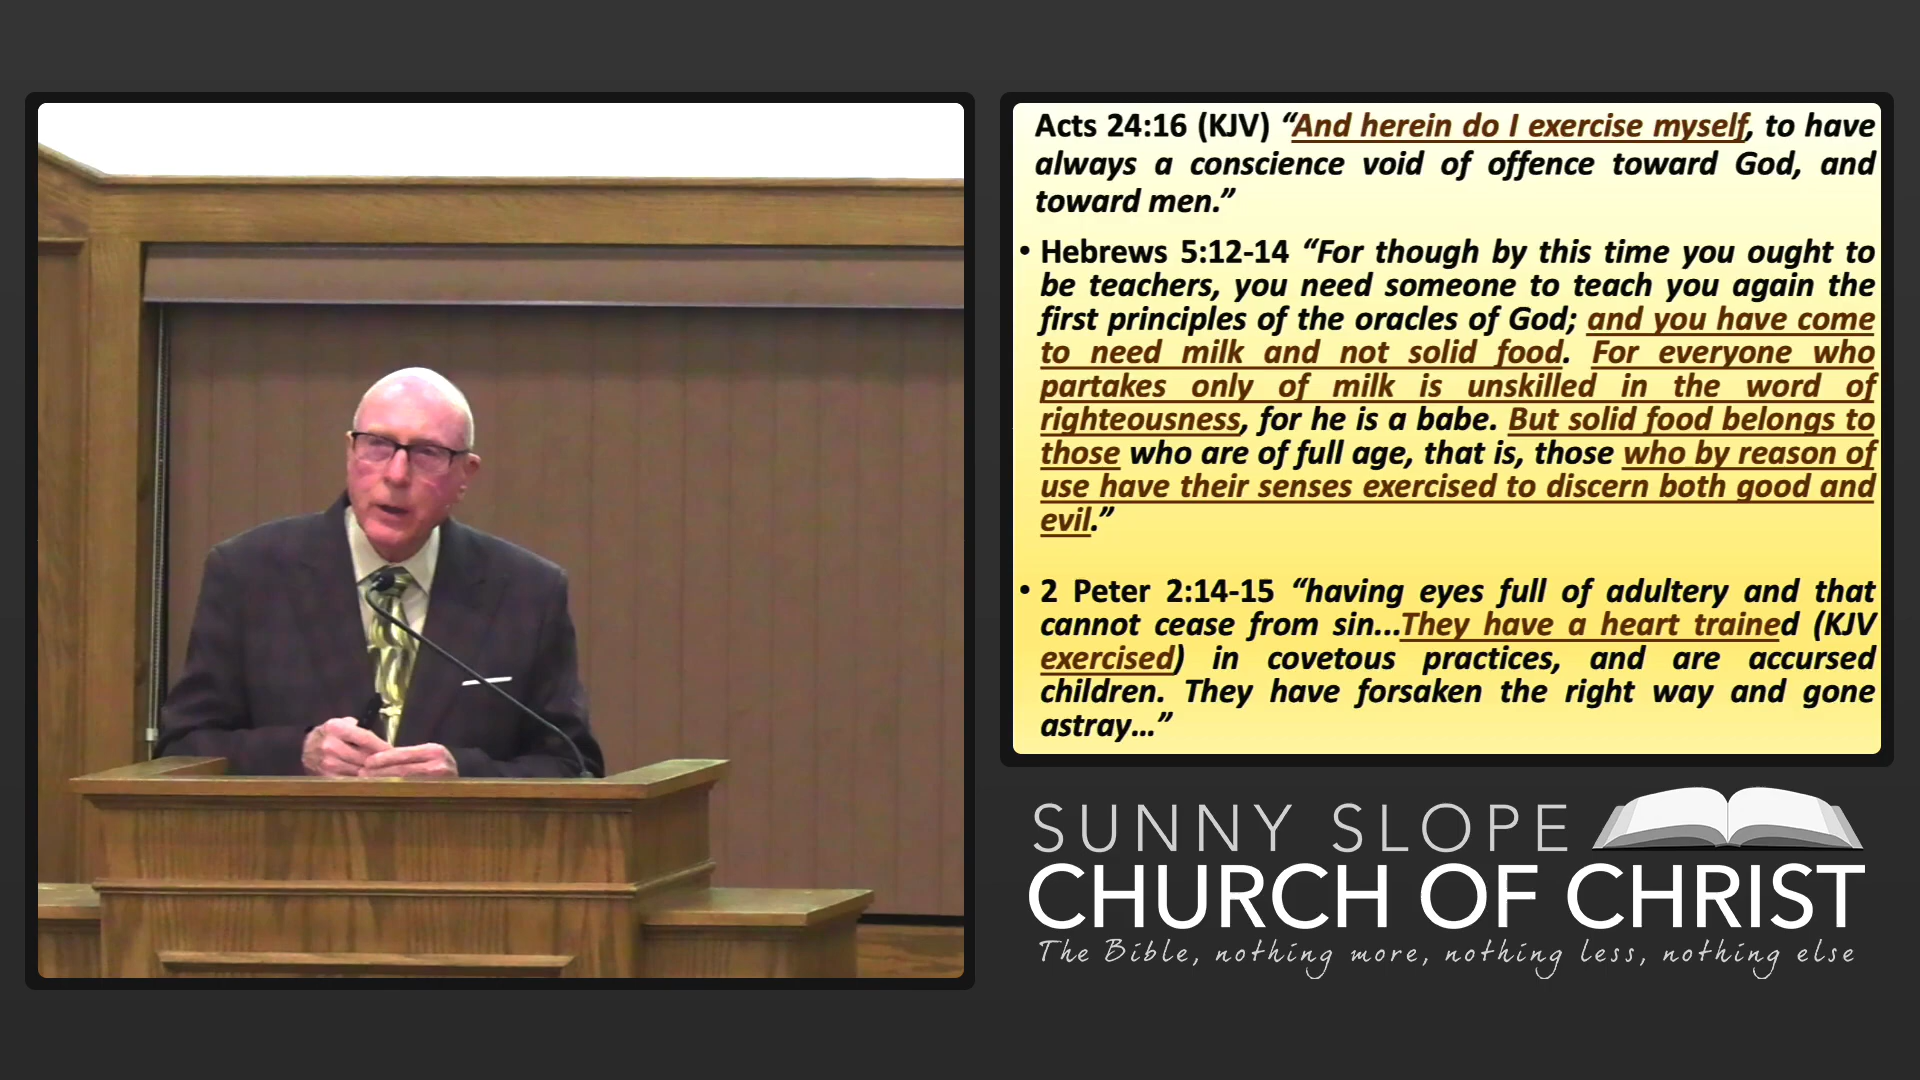 Acts 24:16 (KJV) “And herein do I exercise myself, to have
always a conscience void of offence toward God, and
toward men.”
• Hebrews 5:12-14 “For though by this time you ought to
be teachers, you need someone to teach you again the
first principles of the oracles of God; and you have come
to need milk and not solid food. For everyone who
partakes only of milk is unskilled in the word of
righteousness, for he is a babe. But solid food belongs to
those who are of full age, that is, those who by reason of
use have their senses exercised to discern both good and
evil.”
• 2 Peter 2:14-15 “having eyes full of adultery and that
cannot cease from sin...They have a heart trained (KJV
exercised) in covetous practices, and are accursed
children. They have forsaken the right way and gone
astray...”
SUNNY SLOPE
CHURCH OF CHRIST
The Bible, nothing more, nothing less, nothing else